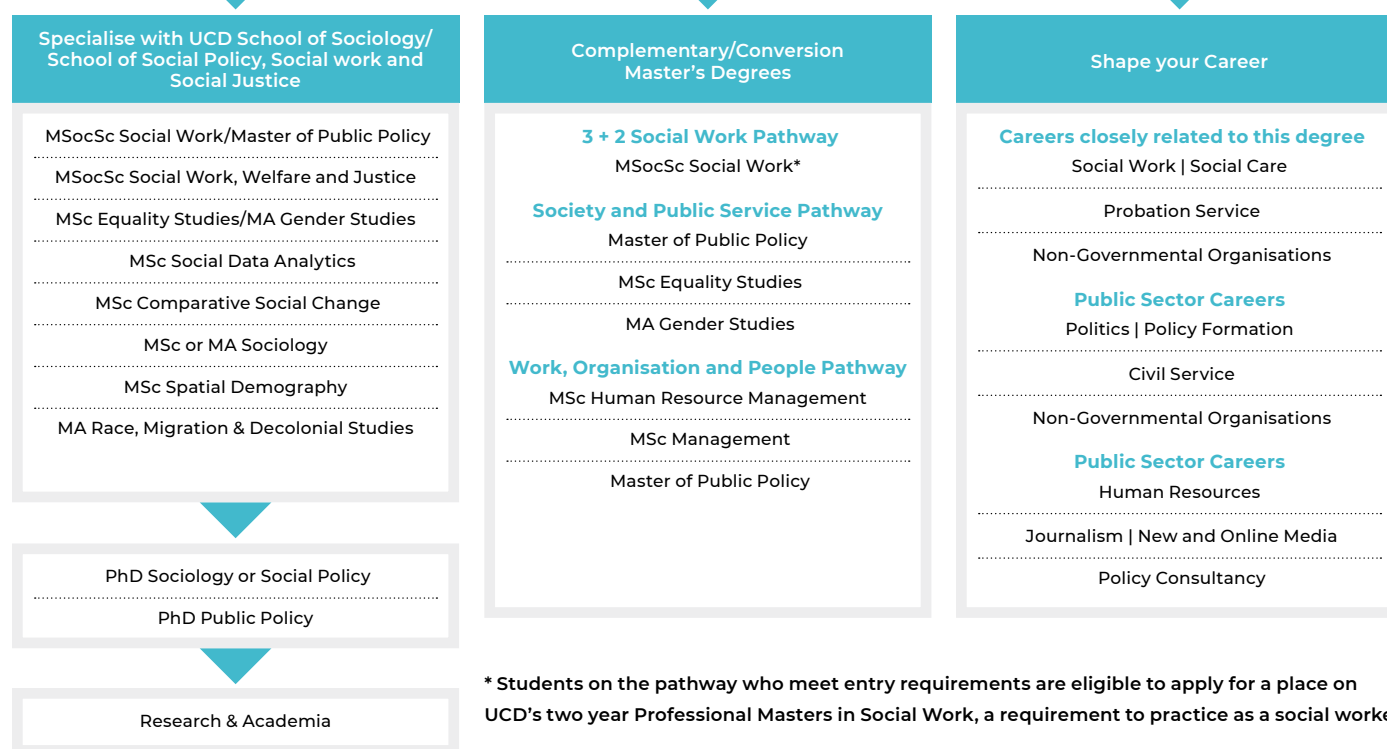 Specialise with UCD School of Sociology/
School of Social Policy, Social work and
Social Justice
MSocSc Social Work/Master of Public Policy
MSocSc Social Work, Welfare and Justice
MSc Equality Studies/MA Gender Studies
MSc Social Data Analytics
MSc Comparative Social Change
MSc or MA Sociology
MSc Spatial Demography
MA Race, Migration & Decolonial Studies
PhD Sociology or Social Policy
PhD Public Policy
Research & Academia
Complementary/Conversion
Master's Degrees
3 + 2 Social Work Pathway
MSocSc Social Work*
Society and Public Service Pathway
Master of Public Policy
MSc Equality Studies
MA Gender Studies
Work, Organisation and People Pathway
MSc Human Resource Management
MSc Management
Master of Public Policy
Shape your Career
Careers closely related to this degree
Social Work | Social Care
Probation Service
Non-Governmental Organisations
Public Sector Careers
Politics | Policy Formation
Civil Service
Non-Governmental Organisations
Public Sector Careers
Human Resources
Journalism | New and Online Media
Policy Consultancy
* Students on the pathway who meet entry requirements are eligible to apply for a place on
UCD's two year Professional Masters in Social Work, a requirement to practice as a social